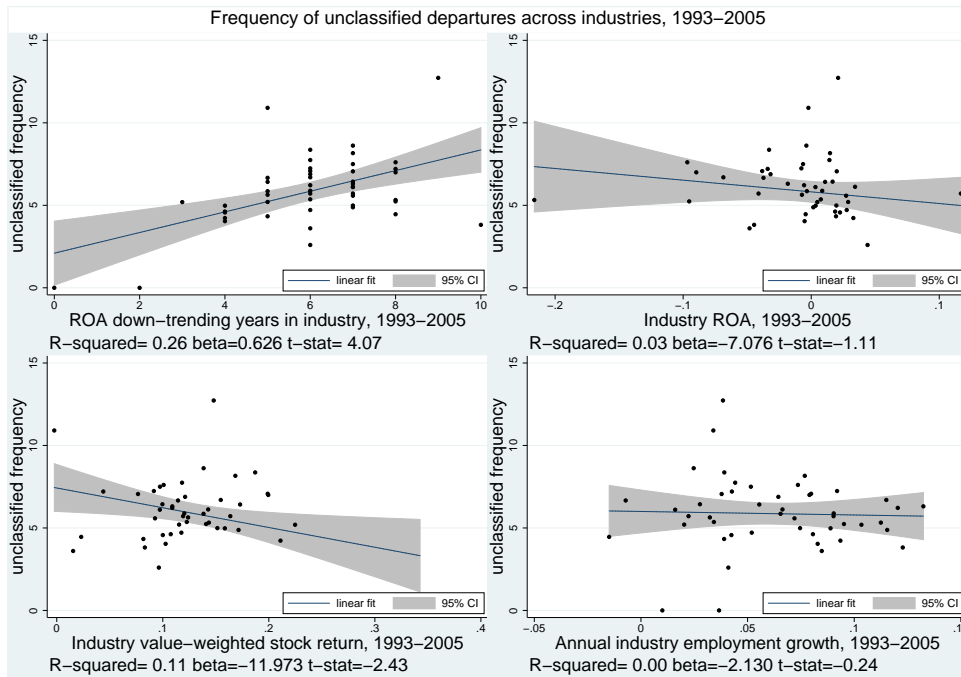 Frequency of unclassified departures across industries, 1993−2005
unclassified frequency
0 5 10 15
0 2 4 6 8 10
ROA down−trending years in industry, 1993−2005
linear fit 95% CI
R−squared= 0.26 beta=0.626 t−stat= 4.07
unclassified frequency
0 5 10 15
−.2 −.1 0 .1
Industry ROA, 1993−2005
linear fit 95% CI
R−squared= 0.03 beta=−7.076 t−stat=−1.11
unclassified frequency
0 5 10 15
0 .1 .2 .3 .4
Industry value−weighted stock return, 1993−2005
linear fit 95% CI
R−squared= 0.11 beta=−11.973 t−stat=−2.43
unclassified frequency
0 5 10 15
−.05 0 .05 .1 .1
Annual industry employment growth, 1993−2005
linear fit 95% CI
R−squared= 0.00 beta=−2.130 t−stat=−0.24